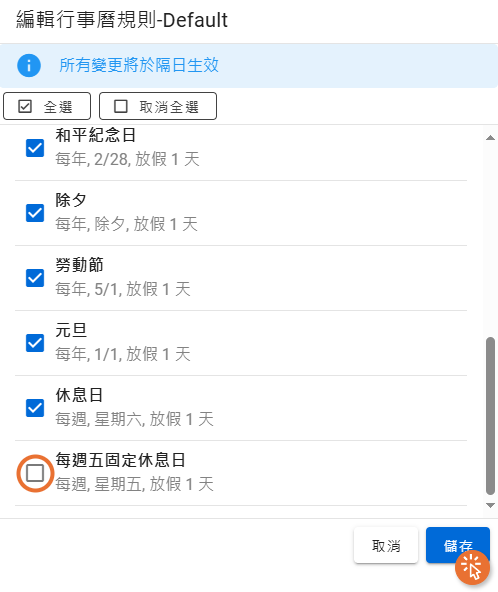 編輯行事曆規則-Default
所有變更將於隔日生效
全選 取消全選
和平紀念日
每年, 2/28, 放假 1 天
除夕
每年, 除夕, 放假 1 天
勞動節
每年, 5/1, 放假 1 天
元旦
每年, 1/1, 放假 1 天
休息日
每週, 星期六, 放假 1 天
每週五固定休息日
每週, 星期五, 放假 1 天
取消 儲存